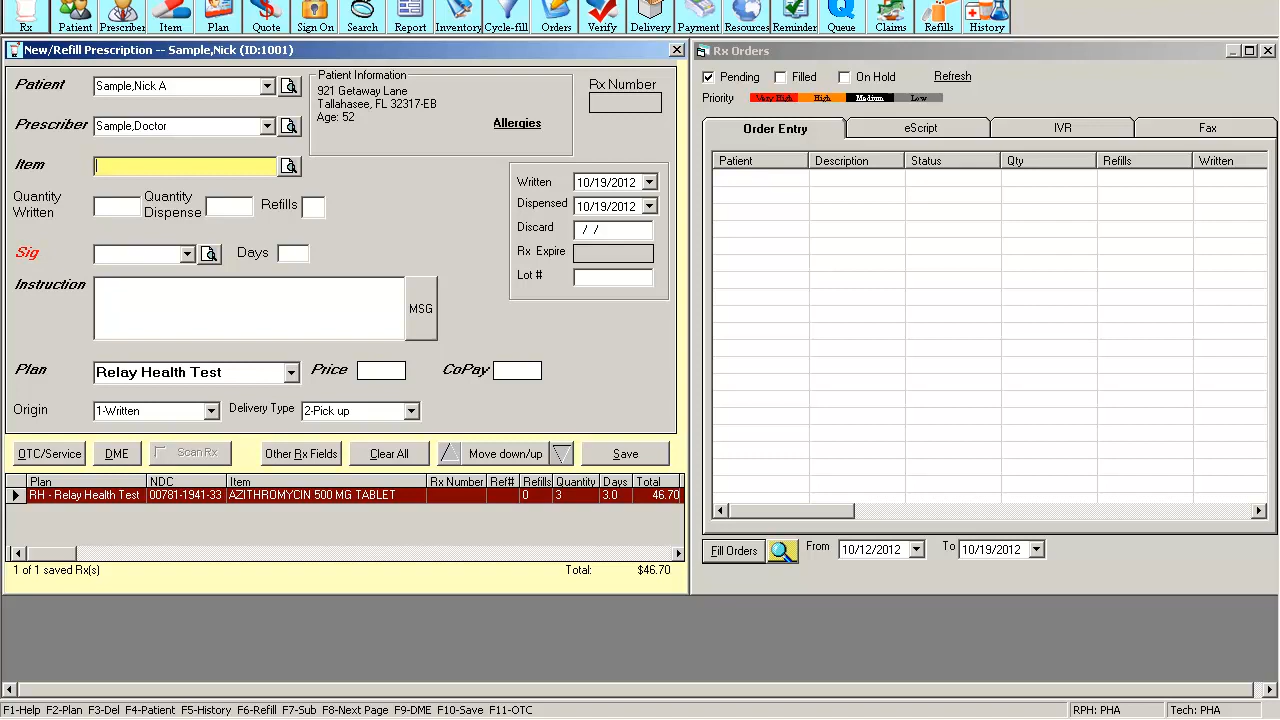 Rx Patient Prescriber Item Plan Quote Sign On Search Report Inventory Cycle-fill Orders Verify Delivery Payment Resources Reminder Queue Claims Refills History
New/Refill Prescription -- Sample,Nick (ID:1001)
Patient Sample,Nick A
Prescriber Sample,Doctor
Item
Patient Information
921 Getaway Lane
Tallahasee, FL 32317-EB
Age: 52
Allergies
Rx Number
Quantity Written
Quantity Dispense
Refills
Sig
Days
Instruction
MSG
Written 10/19/2012
Dispensed 10/19/2012
Discard / /
Rx Expire
Lot #
Plan Relay Health Test Price CoPay
Origin 1-Written Delivery Type 2-Pick up
OTC/Service DME Scan Rx Other Rx Fields Clear All Move down/up Save
Plan NDC Item Rx Number Ref# Refills Quantity Days Total
RH - Relay Health Test 00781-1941-33 AZITHROMYCIN 500 MG TABLET 0 3 3.0 46.70
1 of 1 saved Rx(s) Total: $46.70
Rx Orders
Pending Filled On Hold Refresh
Priority Very High High Medium Low
Order Entry eScript IVR Fax
Patient Description Status Qty Refills Written
Fill Orders From 10/12/2012 To 10/19/2012
F1-Help F2-Plan F3-Del F4-Patient F5-History F6-Refill F7-Sub F8-Next Page F9-DME F10-Save F11-OTC RPH: PHA Tech: PHA